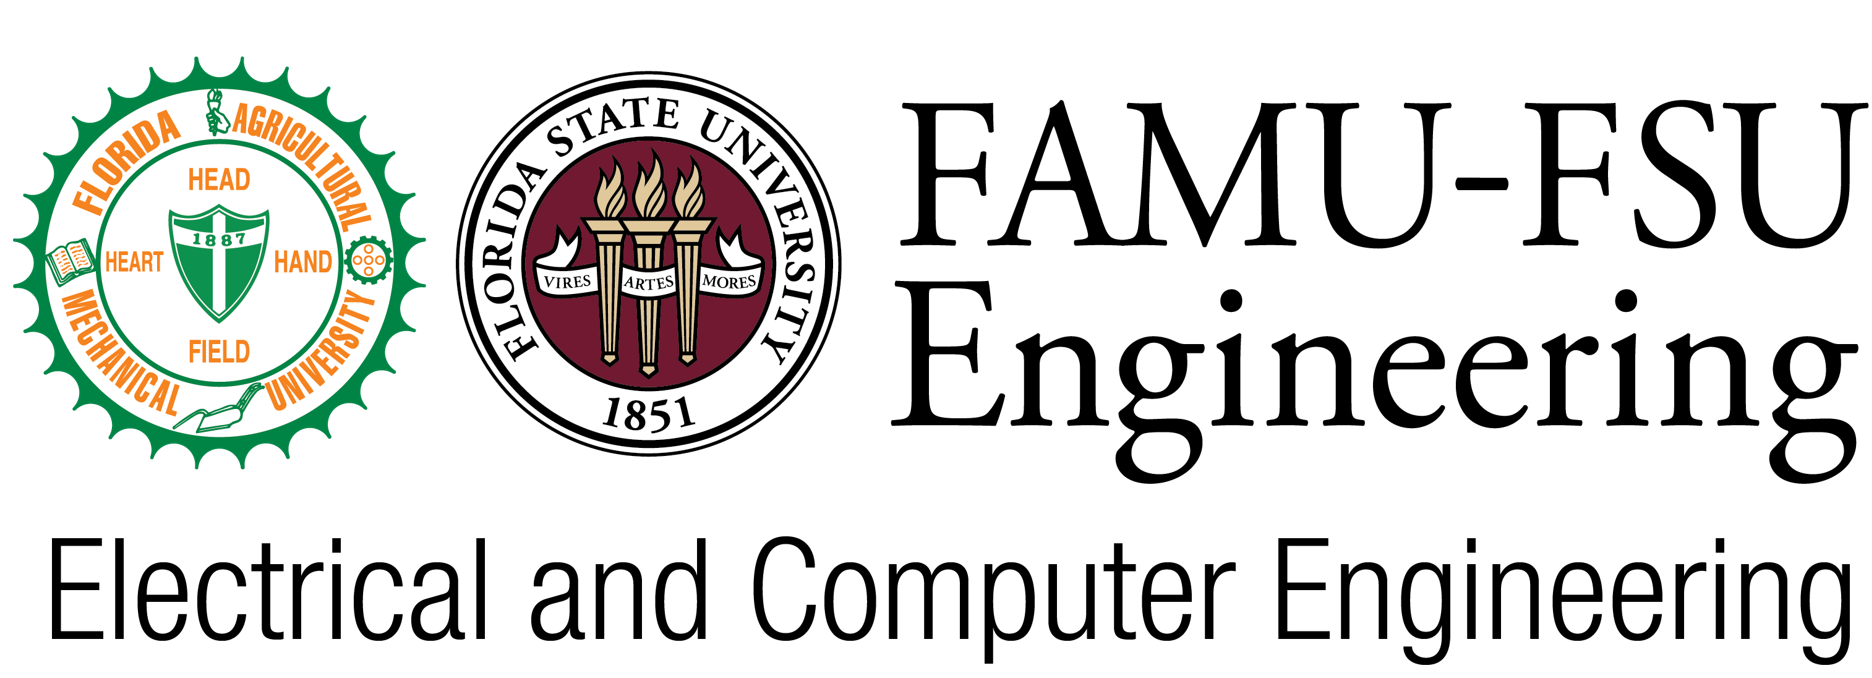 FLORIDA AGRICULTURAL
MECHANICAL UNIVERSITY
HEAD
HEART
HAND
FIELD
1887
FLORIDA STATE UNIVERSITY
VIRES ARTES MORES
1851
FAMU-FSU
Engineering
Electrical and Computer Engineering